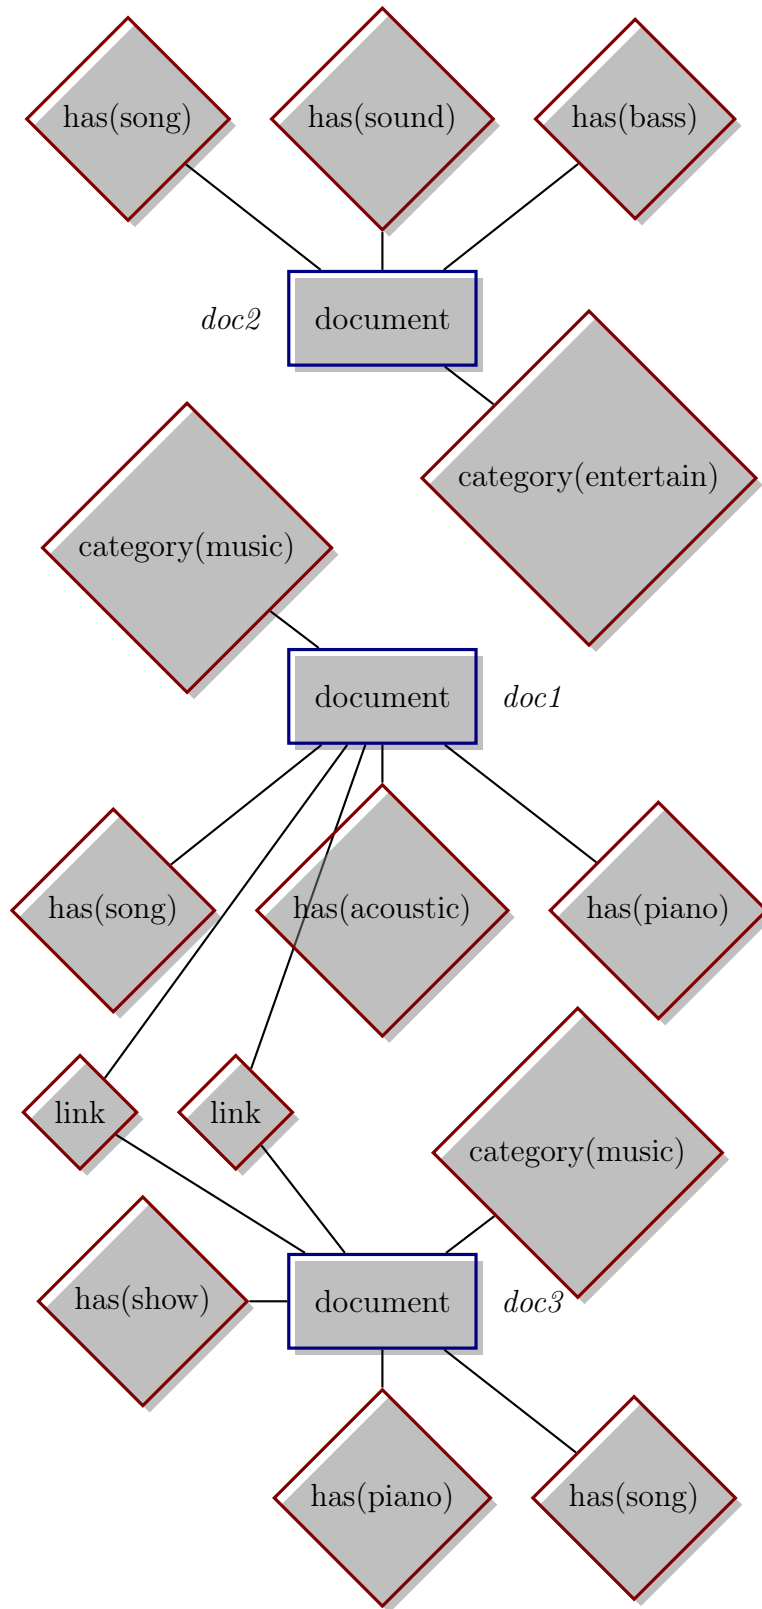 has(song)
has(sound)
has(bass)
doc2
document
category(entertain)
category(music)
document
doc1
has(song)
has(acoustic)
has(piano)
link
link
category(music)
has(show)
document
doc3
has(piano)
has(song)